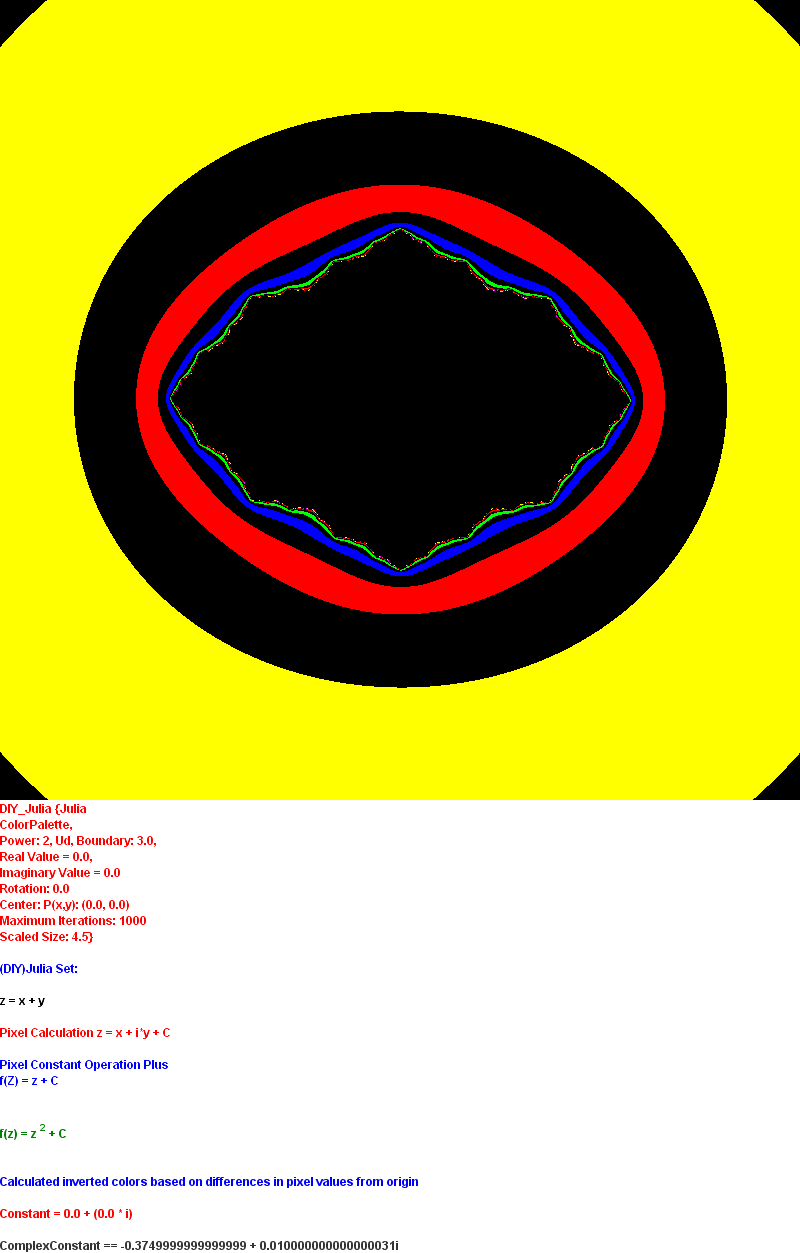 DIY_Julia {Julia
ColorPalette,
Power: 2, Ud, Boundary: 3.0,
Real Value = 0.0,
Imaginary Value = 0.0
Rotation: 0.0
Center: P(x,y): (0.0, 0.0)
Maximum Iterations: 1000
Scaled Size: 4.5}
(DIY)Julia Set:
z = x + y
Pixel Calculation z = x + i*y + C
Pixel Constant Operation Plus
f(Z) = z + C
f(z) = z 2 + C
Calculated inverted colors based on differences in pixel values from origin
Constant = 0.0 + (0.0 * i)
ComplexConstant == -0.3749999999999999 + 0.010000000000000031i